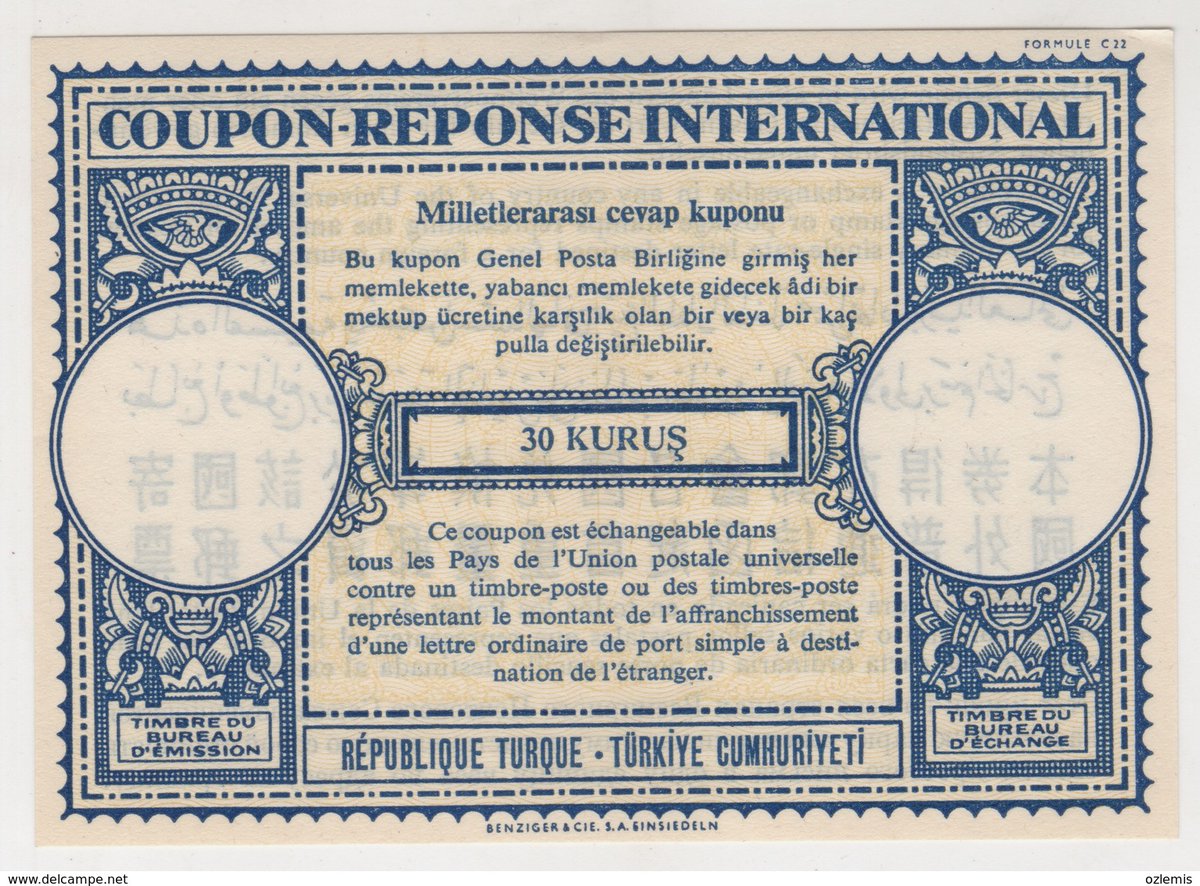 FORMULE C 22
COUPON-REPONSE INTERNATIONAL
Milletlerarası cevap kuponu
Bu kupon Genel Posta Birliğine girmiş her
memlekette, yabancı memlekete gidecek âdi bir
mektup ücretine karşılık olan bir veya bir kaç
pulla değiştirilebilir.
30 KURUŞ
Ce coupon est échangeable dans
tous les Pays de l'Union postale universelle
contre un timbre-poste ou des timbres-poste
représentant le montant de l'affranchissement
d'une lettre ordinaire de port simple à desti-
nation de l'étranger.
TIMBRE DU
BUREAU
D'ÉMISSION
TIMBRE DU
BUREAU
D'ÉCHANGE
RÉPUBLIQUE TURQUE · TÜRKİYE CUMHURİYETİ
BENZIGER & CIE. S.A. EINSIEDELN
delcampe.net
ozlemis